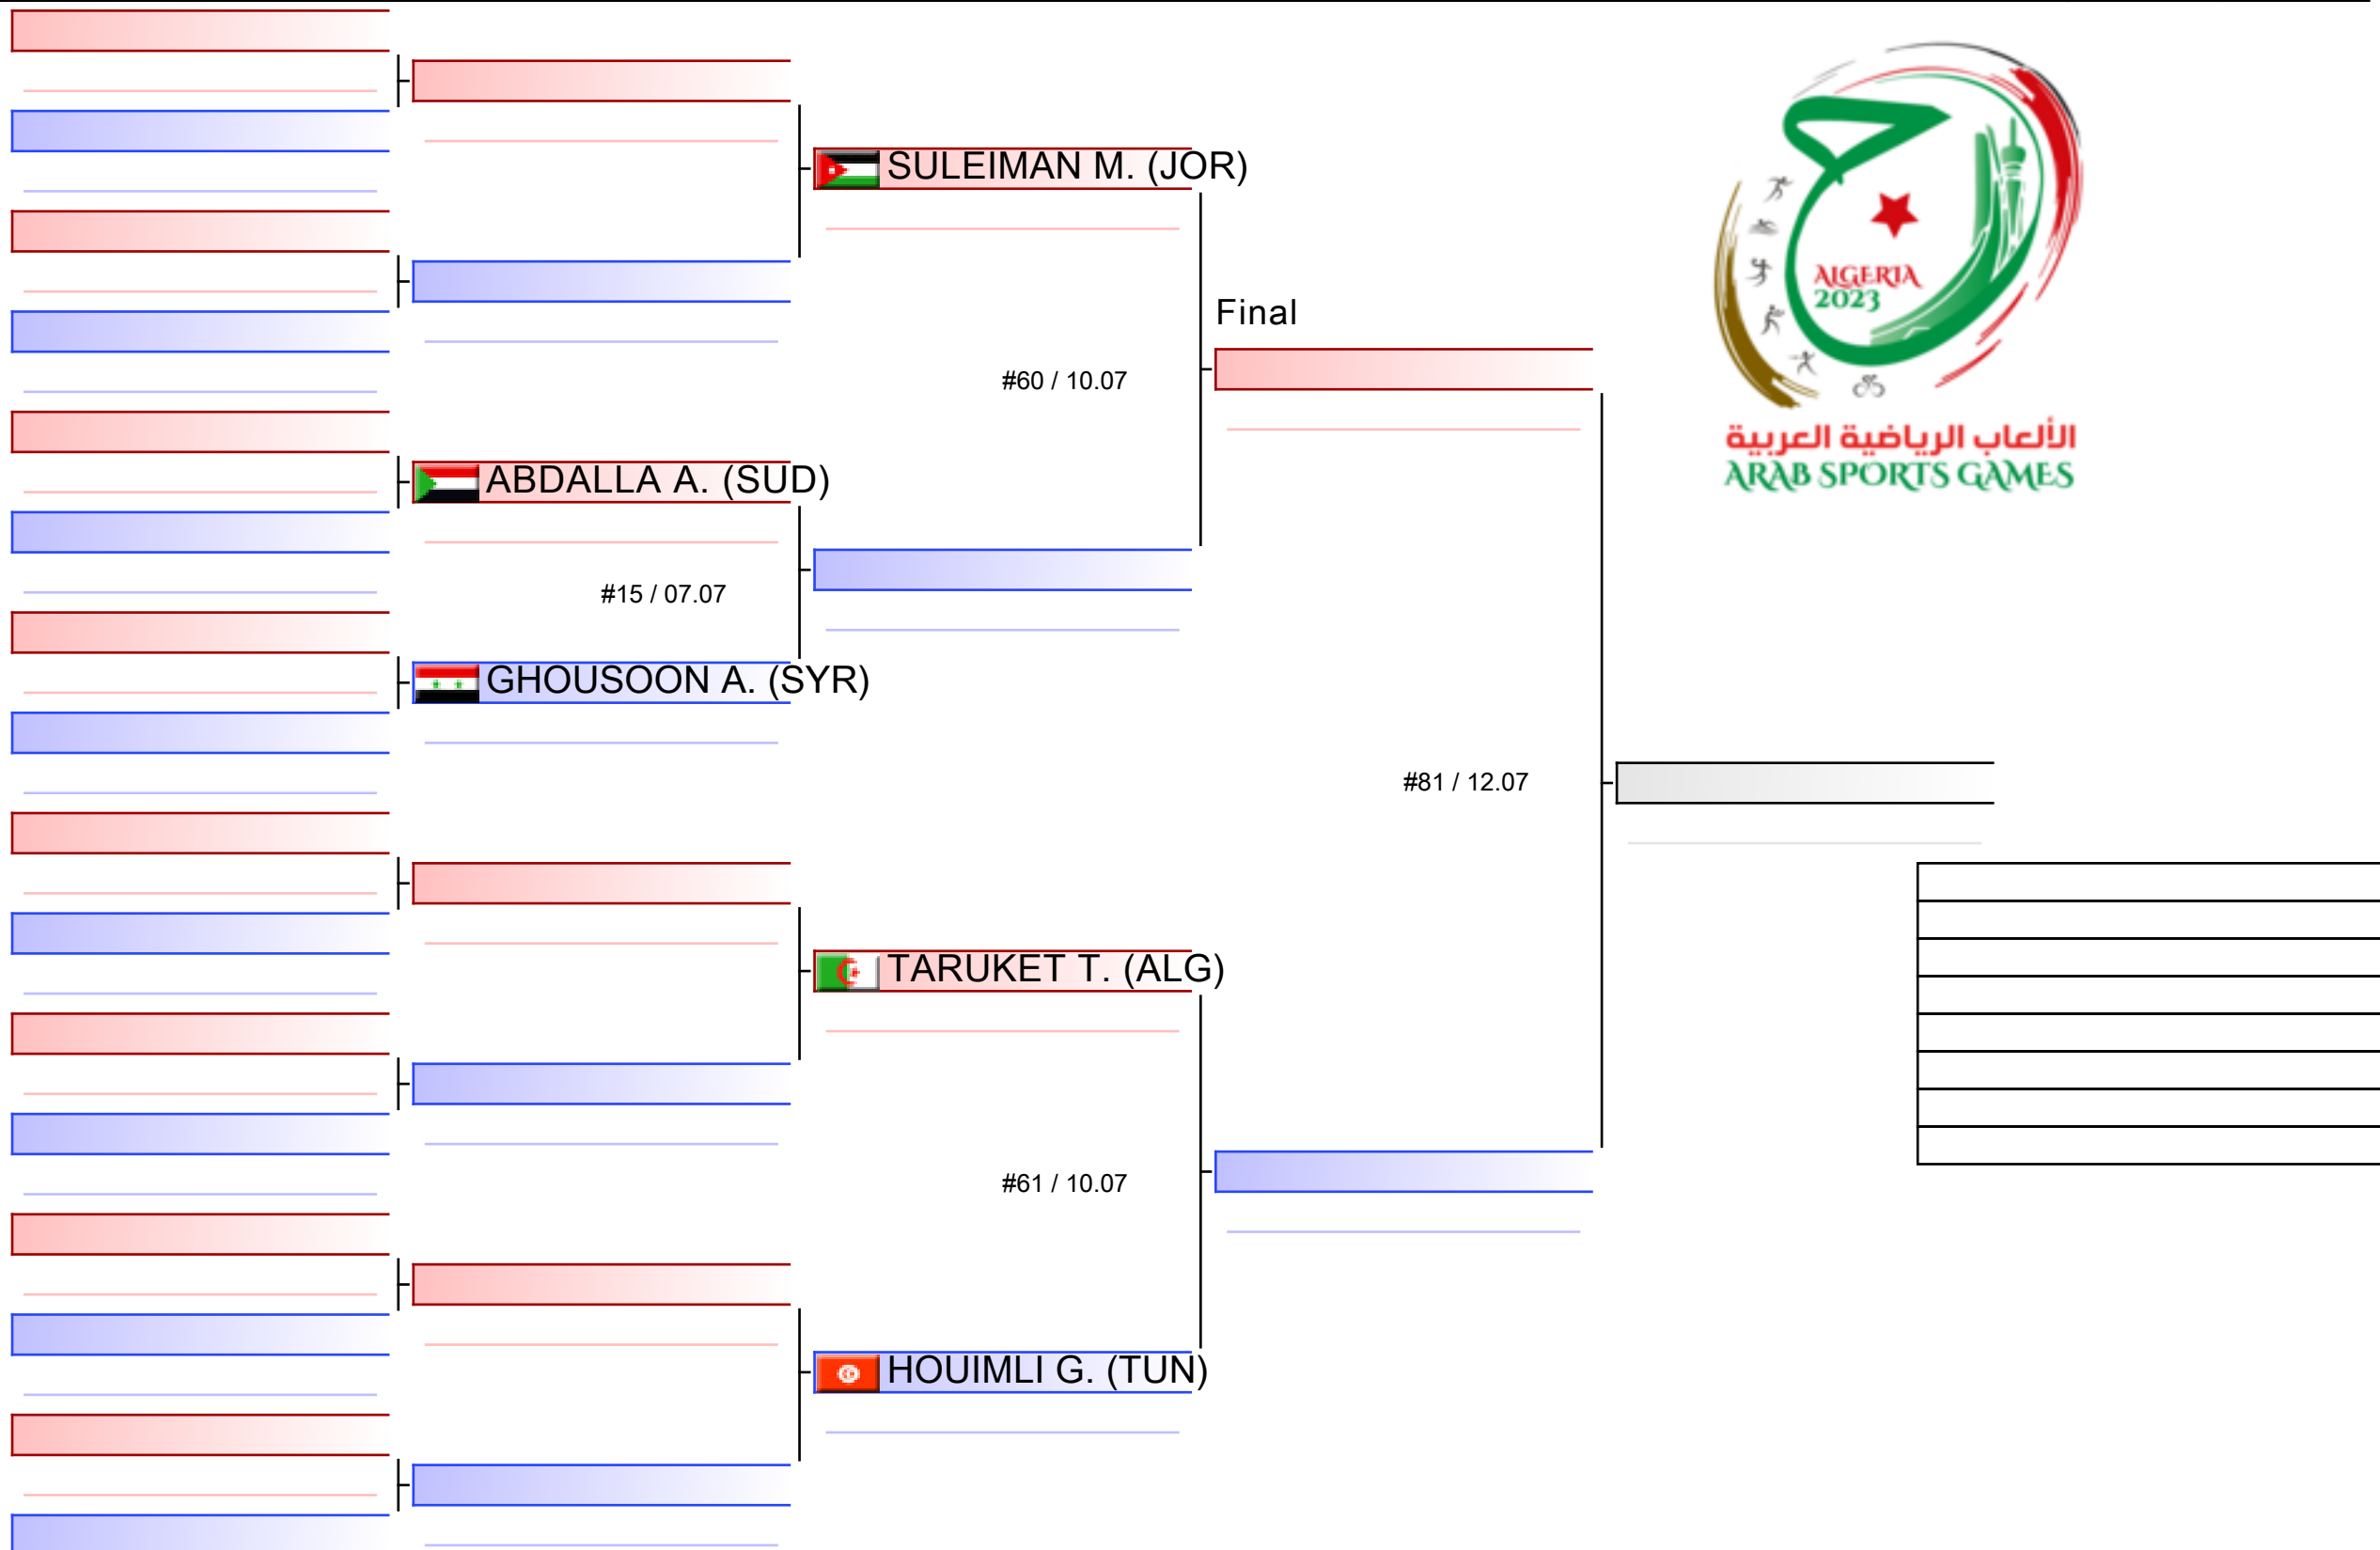 SULEIMAN M. (JOR)
Final
#60 / 10.07
ABDALLA A. (SUD)
#15 / 07.07
GHOUSOON A. (SYR)
#81 / 12.07
TARUKET T. (ALG)
#61 / 10.07
HOUIMLI G. (TUN)
ALGERIA
2023
الألعاب الرياضية العربية
ARAB SPORTS GAMES